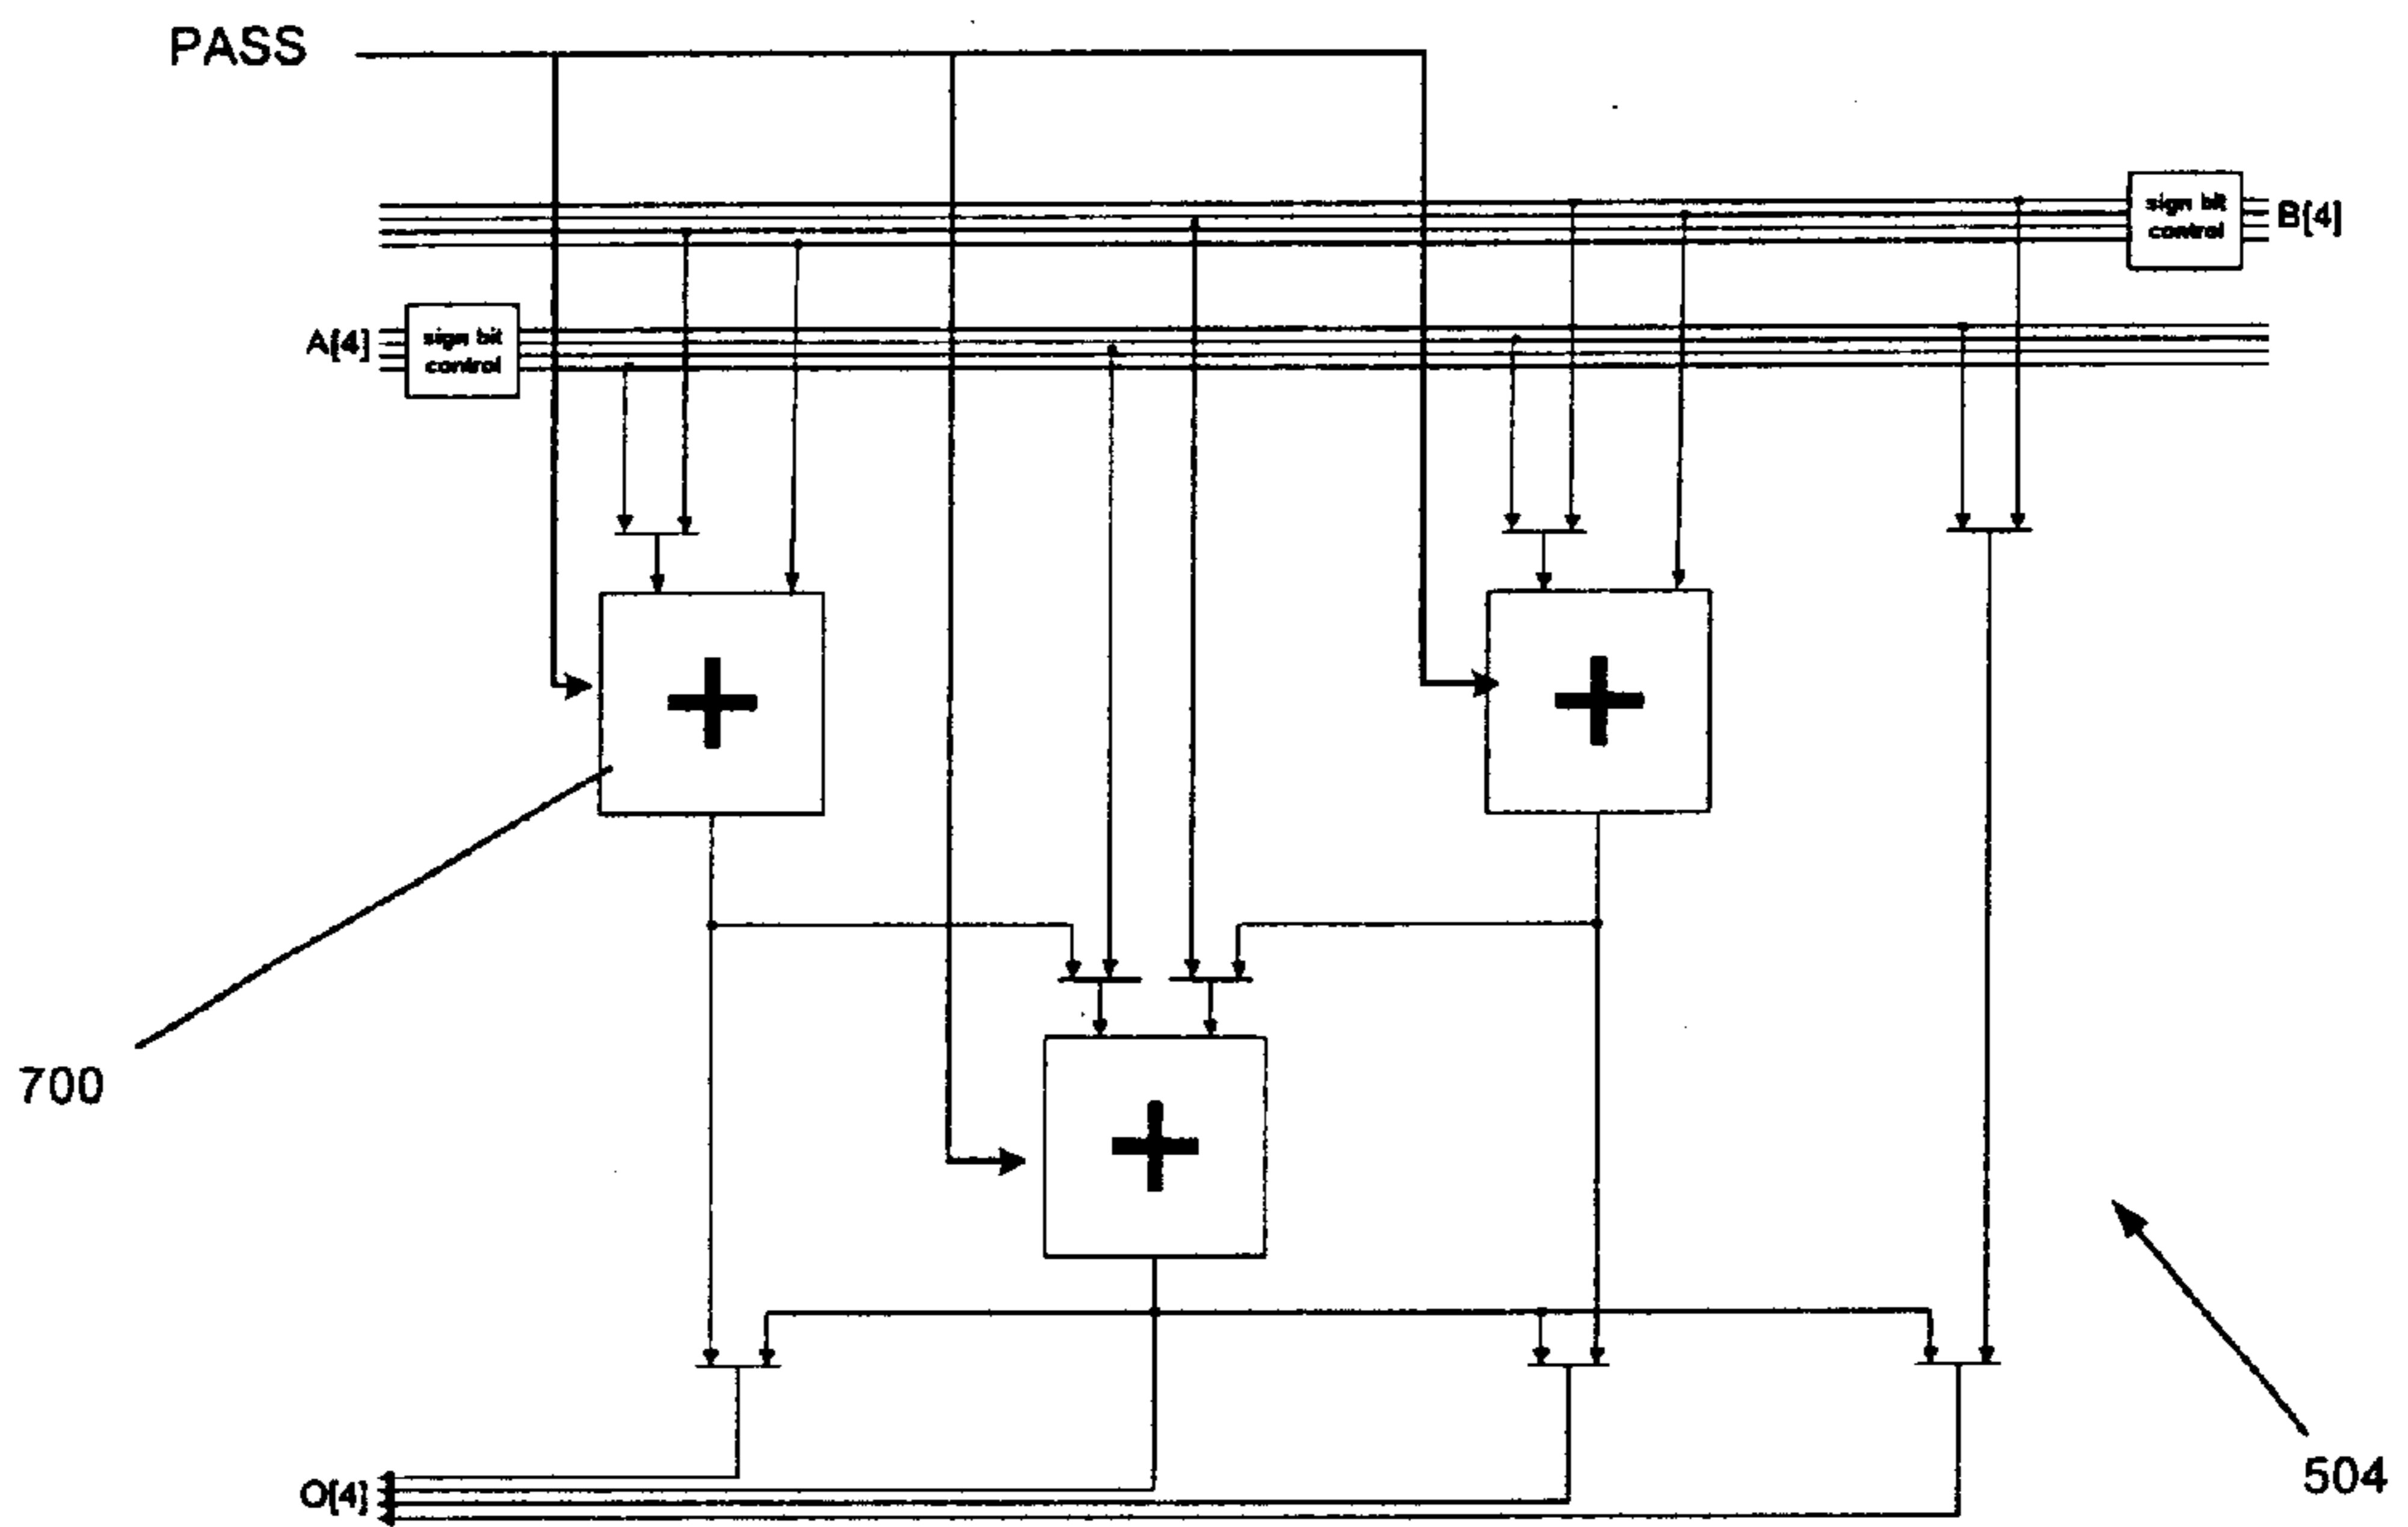 PASS
sign bit
control
B[4]
A[4]
sign bit
control
+
+
700
+
O[4]
504